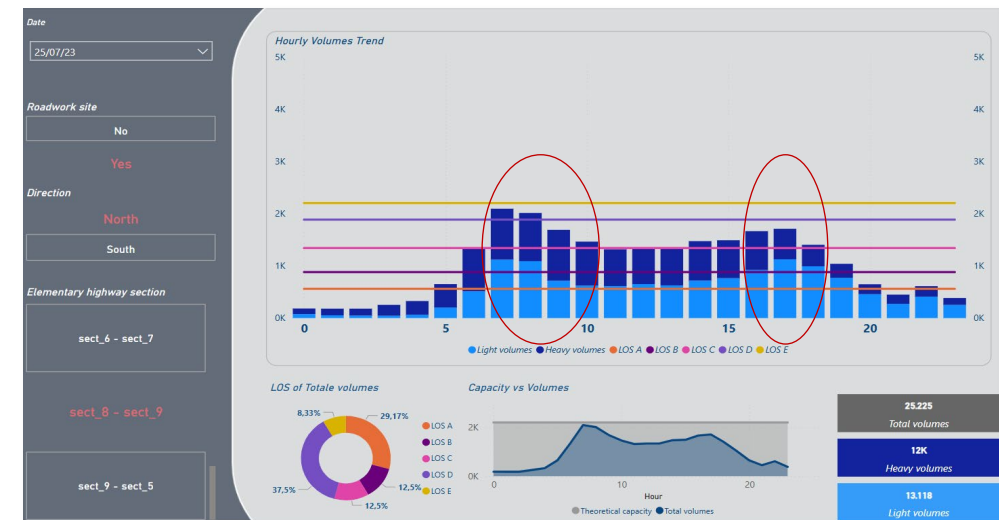 Date
25/07/23
Roadwork site
No
Yes
Direction
North
South
Elementary highway section
sect_6 - sect_7
sect_8 - sect_9
sect_9 - sect_5
Hourly Volumes Trend
5K 5K
4K 4K
3K 3K
2K 2K
1K 1K
0K 0K
0 5 10 15 20
Light volumes Heavy volumes LOS A LOS B LOS C LOS D LOS E
LOS of Totale volumes
8,33%
29,17%
37,5%
12,5%
12,5%
LOS A
LOS B
LOS C
LOS D
LOS E
Capacity vs Volumes
2K
0K
0 10 20
Hour
Theoretical capacity Total volumes
25.225
Total volumes
12K
Heavy volumes
13.118
Light volumes